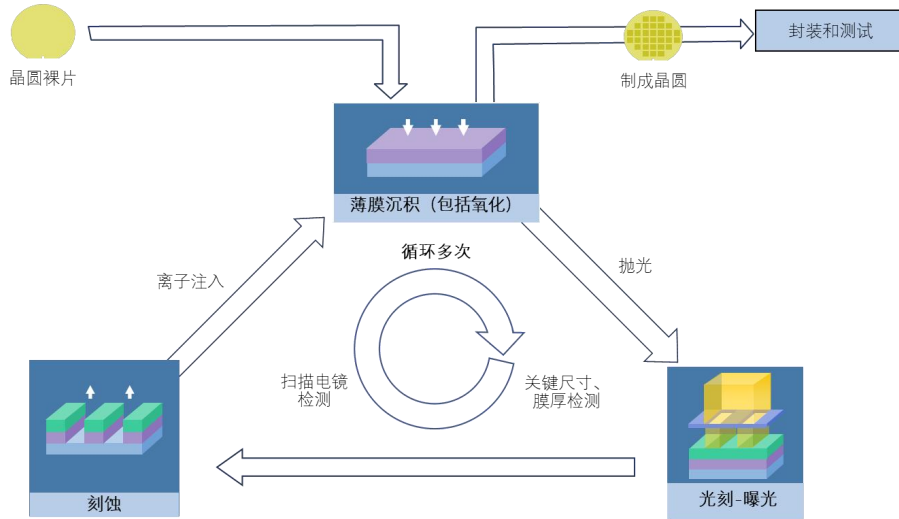 晶圆裸片
制成晶圆
封装和测试
薄膜沉积（包括氧化）
循环多次
离子注入
抛光
扫描电镜
检测
关键尺寸、
膜厚检测
刻蚀
光刻-曝光